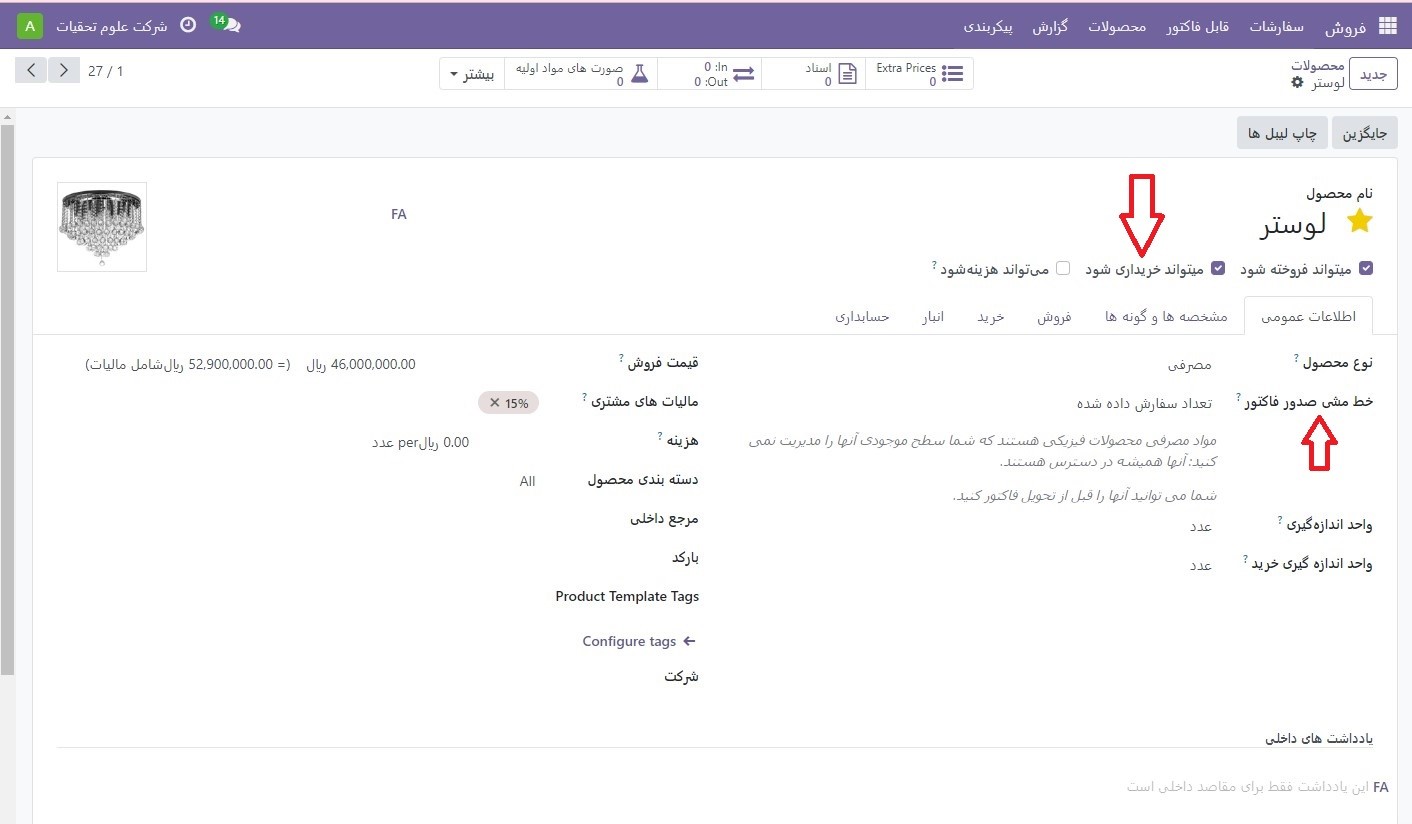 فروش سفارشات قابل فاکتور محصولات گزارش پیکربندی 14 شرکت علوم تحقیات A
جدید محصولات Extra Prices اسناد In: 0 صورت های مواد اولیه بیشتر 27 / 1
لوستر 0 0 Out: 0 0
جایگزین چاپ لیبل ها
نام محصول
لوستر FA
میتواند فروخته شود میتواند خریداری شود می‌تواند هزینه‌شود ?
اطلاعات عمومی مشخصه ها و گونه ها فروش خرید انبار حسابداری
نوع محصول ? مصرفی
خط مشی صدور فاکتور ? تعداد سفارش داده شده
مواد مصرفی محصولات فیزیکی هستند که شما سطح موجودی آنها را مدیریت نمی
کنید: آنها همیشه در دسترس هستند.
شما می توانید آنها را قبل از تحویل فاکتور کنید.
واحد اندازه‌گیری ? عدد
واحد اندازه گیری خرید ? عدد
قیمت فروش ? 46,000,000.00 ریال (= 52,900,000.00 ریال‌شامل مالیات)
مالیات های مشتری ? 15% ✕
هزینه ? 0.00 ریال‌per عدد
دسته بندی محصول All
مرجع داخلی
بارکد
Product Template Tags
Configure tags
شرکت
یادداشت های داخلی
این یادداشت فقط برای مقاصد داخلی است FA